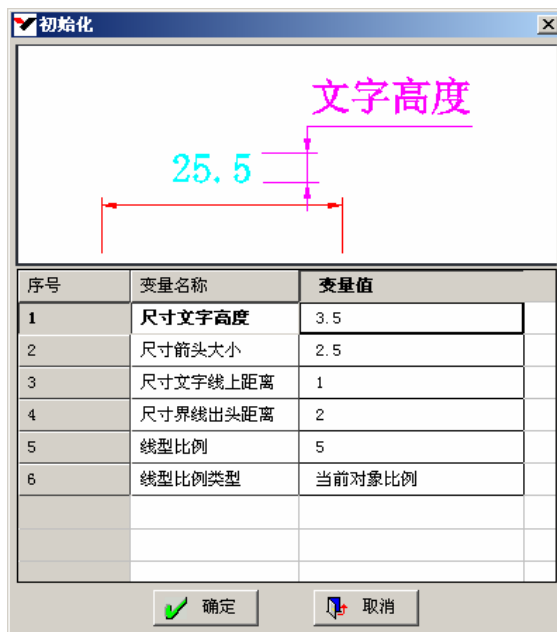 初始化
文字高度
25.5
序号 变量名称 变量值
1 尺寸文字高度 3.5
2 尺寸箭头大小 2.5
3 尺寸文字线上距离 1
4 尺寸界线出头距离 2
5 线型比例 5
6 线型比例类型 当前对象比例
确定 取消